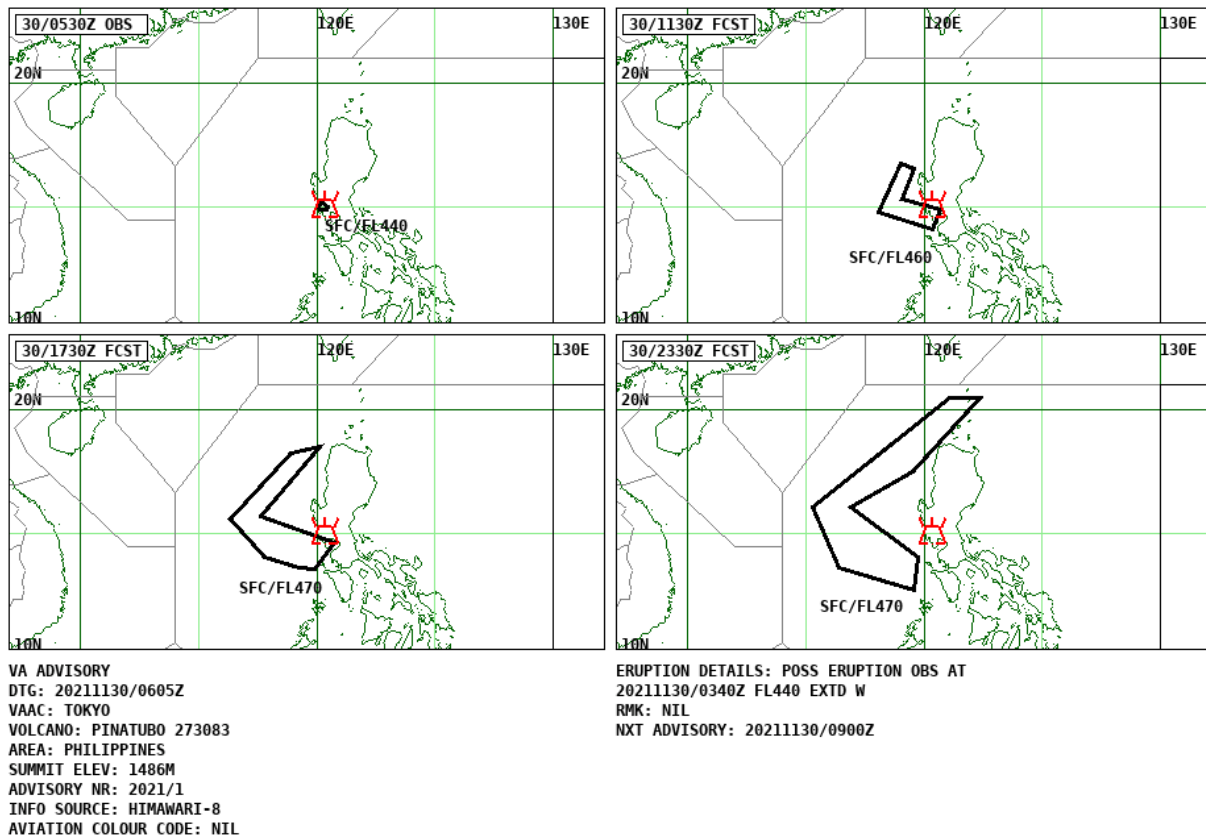 30/0530Z OBS
120E
130E
20N
SFC/FL440
10N
30/1130Z FCST
120E
130E
20N
SFC/FL460
10N
30/1730Z FCST
120E
130E
20N
SFC/FL470
10N
30/2330Z FCST
120E
130E
20N
SFC/FL470
10N
VA ADVISORY
DTG: 20211130/0605Z
VAAC: TOKYO
VOLCANO: PINATUBO 273083
AREA: PHILIPPINES
SUMMIT ELEV: 1486M
ADVISORY NR: 2021/1
INFO SOURCE: HIMAWARI-8
AVIATION COLOUR CODE: NIL
ERUPTION DETAILS: POSS ERUPTION OBS AT
20211130/0340Z FL440 EXTD W
RMK: NIL
NXT ADVISORY: 20211130/0900Z